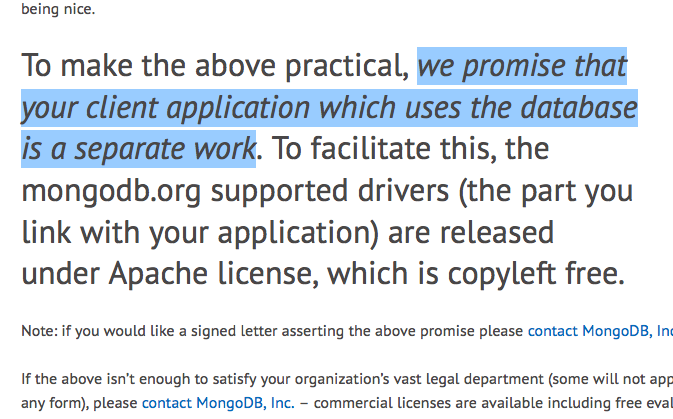 being nice.
To make the above practical, we promise that
your client application which uses the database
is a separate work. To facilitate this, the
mongodb.org supported drivers (the part you
link with your application) are released
under Apache license, which is copyleft free.
Note: if you would like a signed letter asserting the above promise please contact MongoDB, Inc
If the above isn’t enough to satisfy your organization’s vast legal department (some will not app
any form), please contact MongoDB, Inc. – commercial licenses are available including free eval